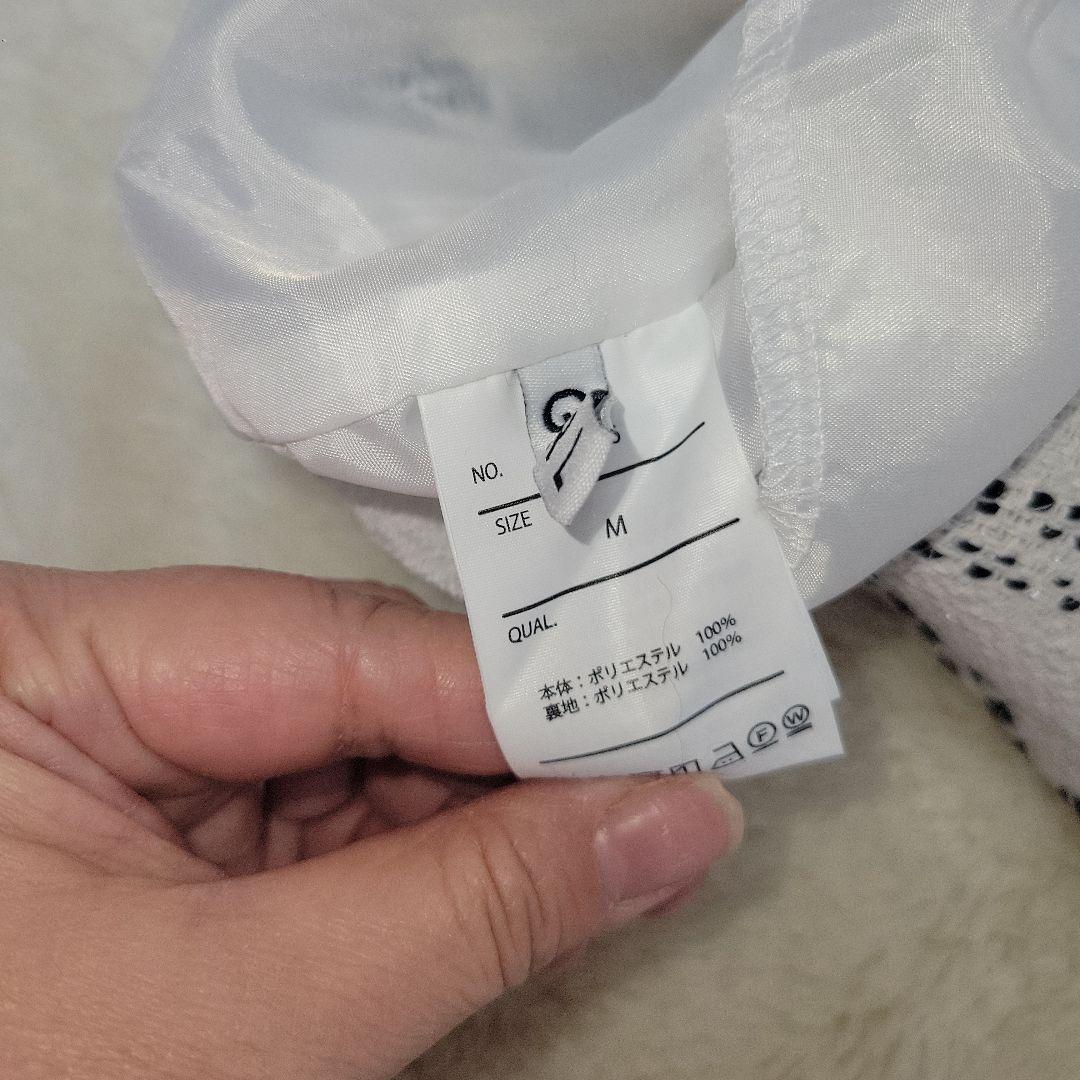 NO.
SIZE M
QUAL.
本体：ポリエステル 100%
裏地：ポリエステル 100%
F W